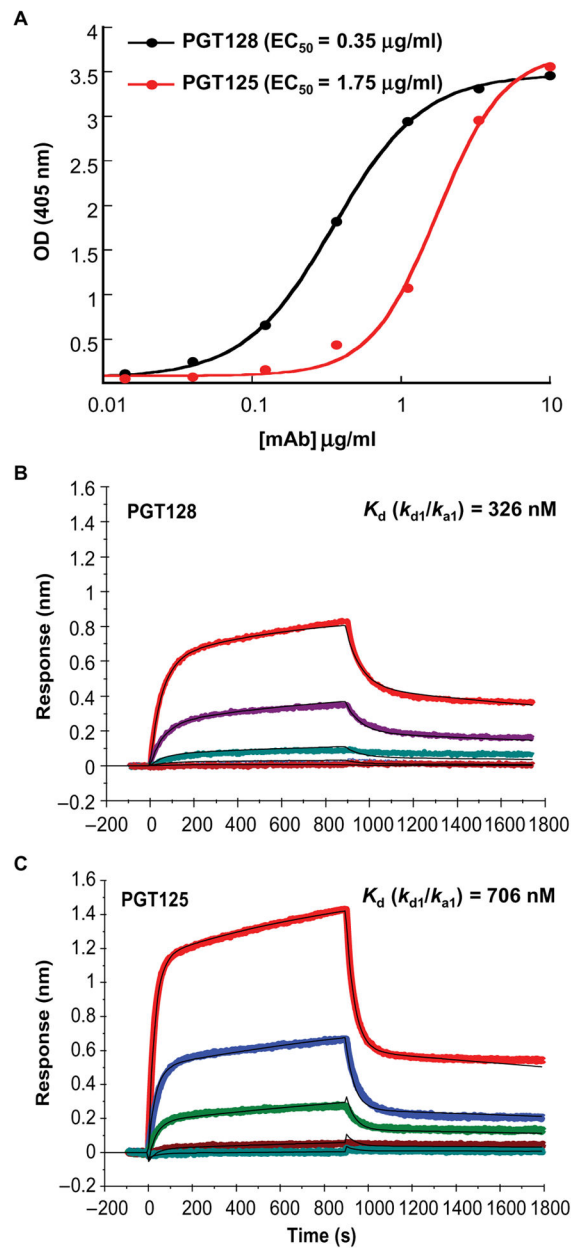 A
PGT128 (EC50 = 0.35 μg/ml)
PGT125 (EC50 = 1.75 μg/ml)
4
3.5
3
2.5
2
1.5
1
0.5
OD (405 nm)
0.01 0.1 1 10
[mAb] μg/ml
B
PGT128
Kd (kd1/ka1) = 326 nM
1.6
1.4
1.2
1
0.8
0.6
0.4
0.2
0
–0.2
Response (nm)
–200 0 200 400 600 800 1000 1200 1400 1600 1800
C
PGT125
Kd (kd1/ka1) = 706 nM
1.6
1.4
1.2
1
0.8
0.6
0.4
0.2
0
–0.2
Response (nm)
–200 0 200 400 600 800 1000 1200 1400 1600 1800
Time (s)